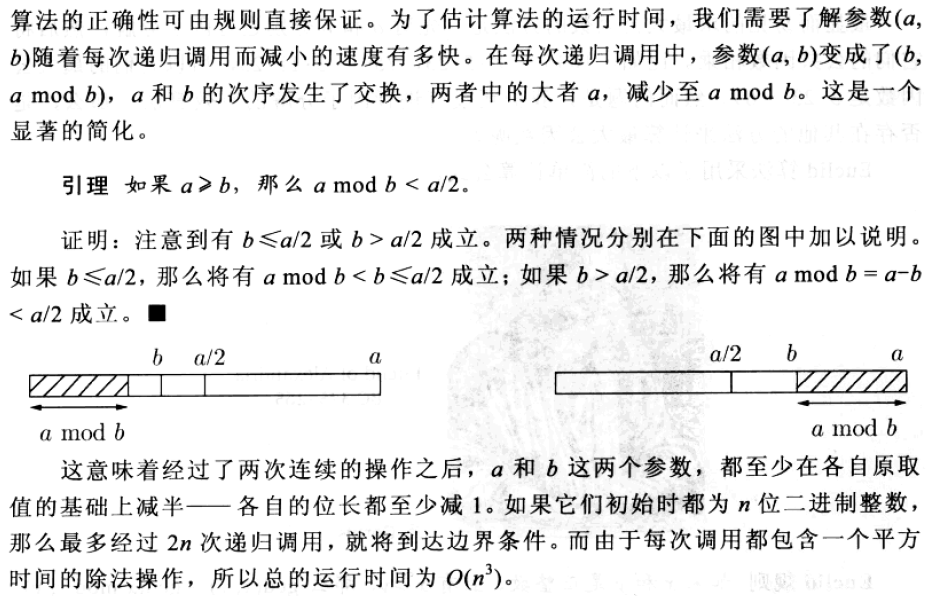 算法的正确性可由规则直接保证。为了估计算法的运行时间，我们需要了解参数(a,
b)随着每次递归调用而减小的速度有多快。在每次递归调用中，参数(a, b)变成了(b,
a mod b)，a 和 b 的次序发生了交换，两者中的大者 a，减少至 a mod b。这是一个
显著的简化。
引理 如果 a⩾b，那么 a mod b < a/2。
证明：注意到有 b⩽a/2 或 b > a/2 成立。两种情况分别在下面的图中加以说明。
如果 b⩽a/2，那么将有 a mod b < b⩽a/2 成立；如果 b > a/2，那么将有 a mod b = a−b
< a/2 成立。■
b a/2 a
a mod b
a/2 b a
a mod b
这意味着经过了两次连续的操作之后，a 和 b 这两个参数，都至少在各自原取
值的基础上减半—— 各自的位长都至少减 1。如果它们初始时都为 n 位二进制整数，
那么最多经过 2n 次递归调用，就将到达边界条件。而由于每次调用都包含一个平方
时间的除法操作，所以总的运行时间为 O(n³)。